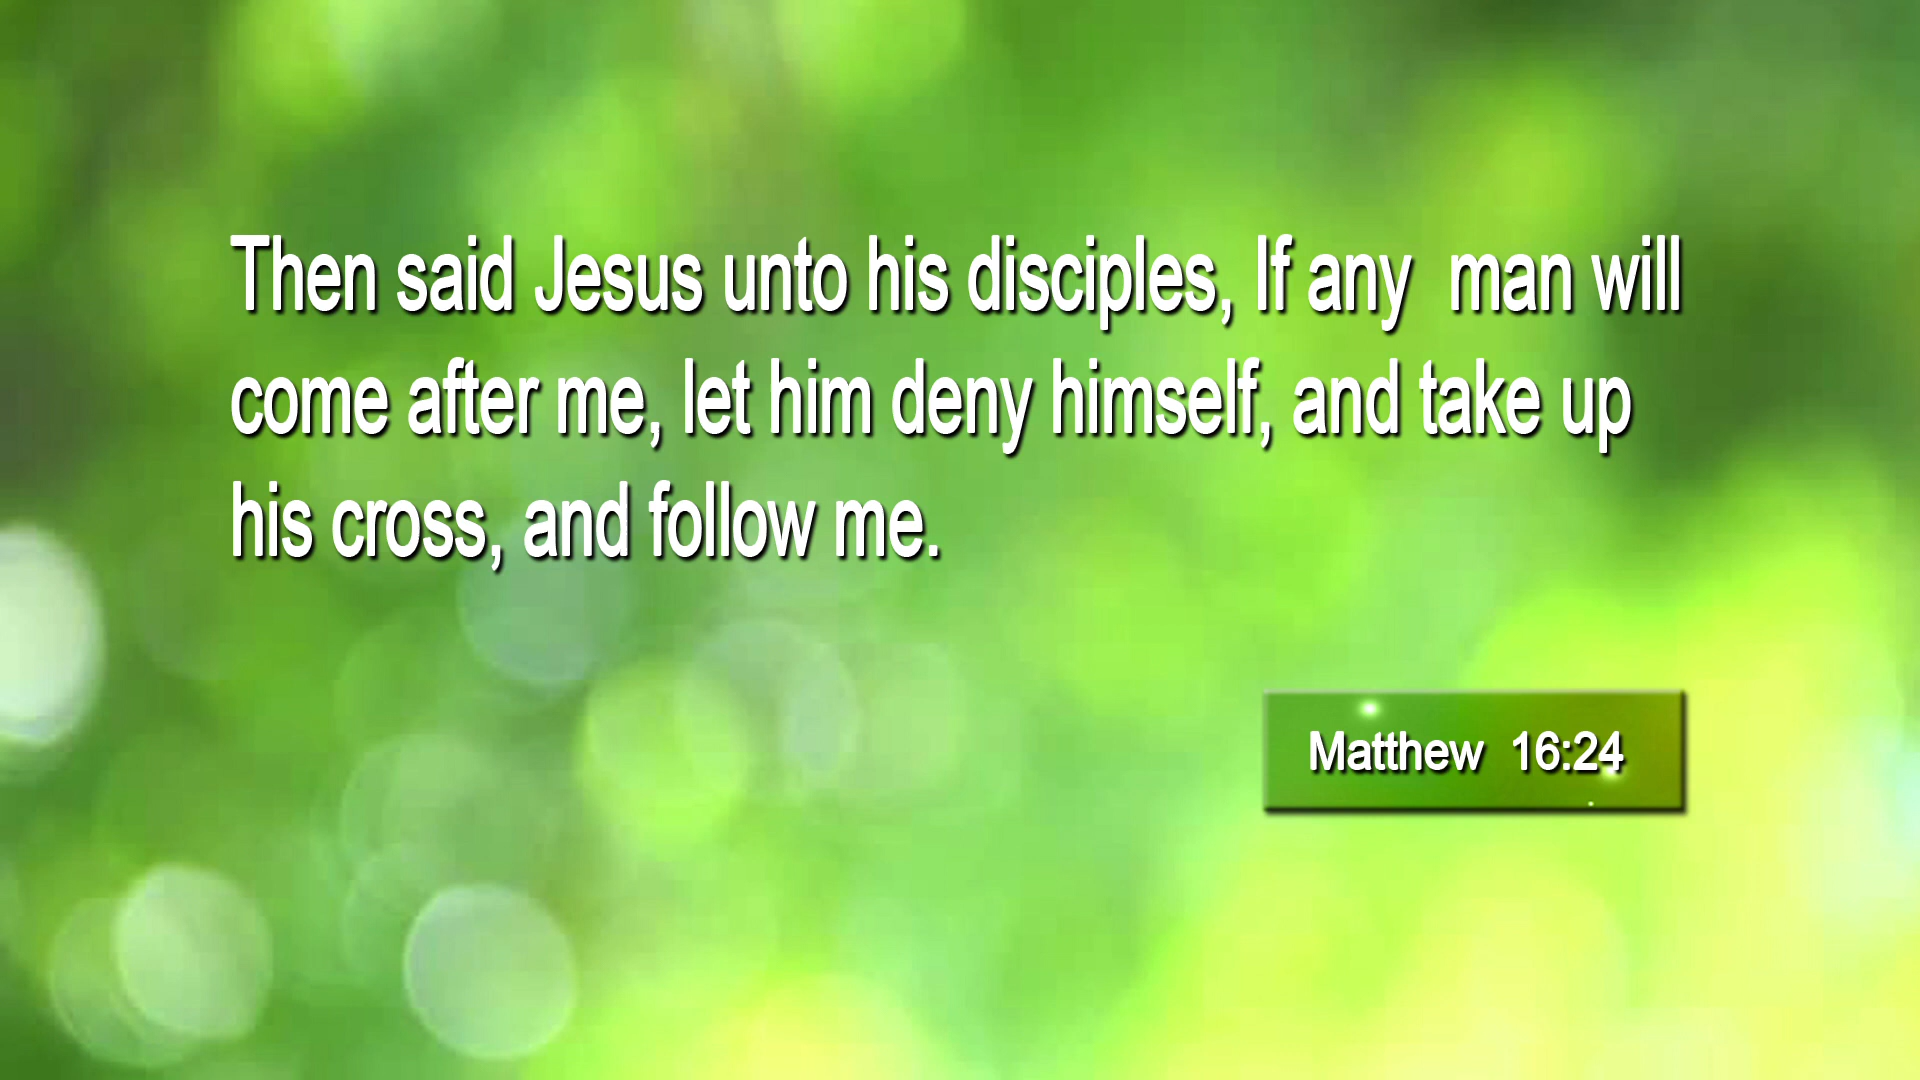 Then said Jesus unto his disciples, If any  man will
come after me, let him deny himself, and take up
his cross, and follow me.
Matthew  16:24